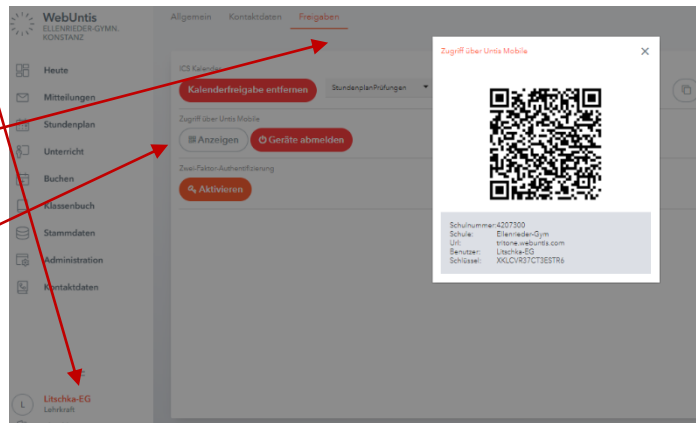 WebUntis
ELLENRIEDER-GYMN.
KONSTANZ
Heute
Mitteilungen
Stundenplan
Unterricht
Buchen
Klassenbuch
Stammdaten
Administration
Kontaktdaten
Litschka-EG
Lehrkraft
L
Allgemein Kontaktdaten Freigaben
ICS Kalender
Kalenderfreigabe entfernen StundenplanPrüfungen
Zugriff über Untis Mobile
Anzeigen Geräte abmelden
Zwei-Faktor-Authentifizierung
Aktivieren
Zugriff über Untis Mobile
Schulnummer: 4207300
Schule: Ellenrieder-Gym
Url: tritone.webuntis.com
Benutzer: Litschka-EG
Schlüssel: XKLCVR37CT3ESTR6